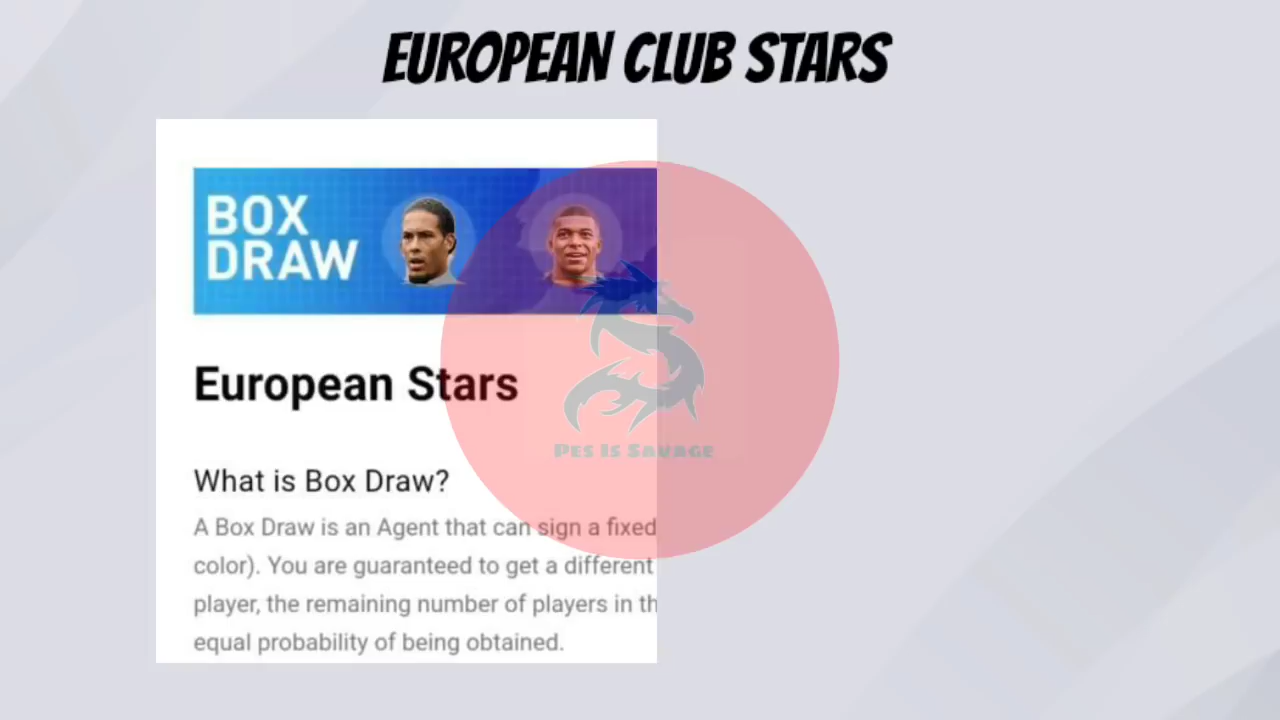 EUROPEAN CLUB STARS
BOX
DRAW
European Stars
Pes Is Savage
What is Box Draw?
A Box Draw is an Agent that can sign a fixed
color). You are guaranteed to get a different
player, the remaining number of players in th
equal probability of being obtained.